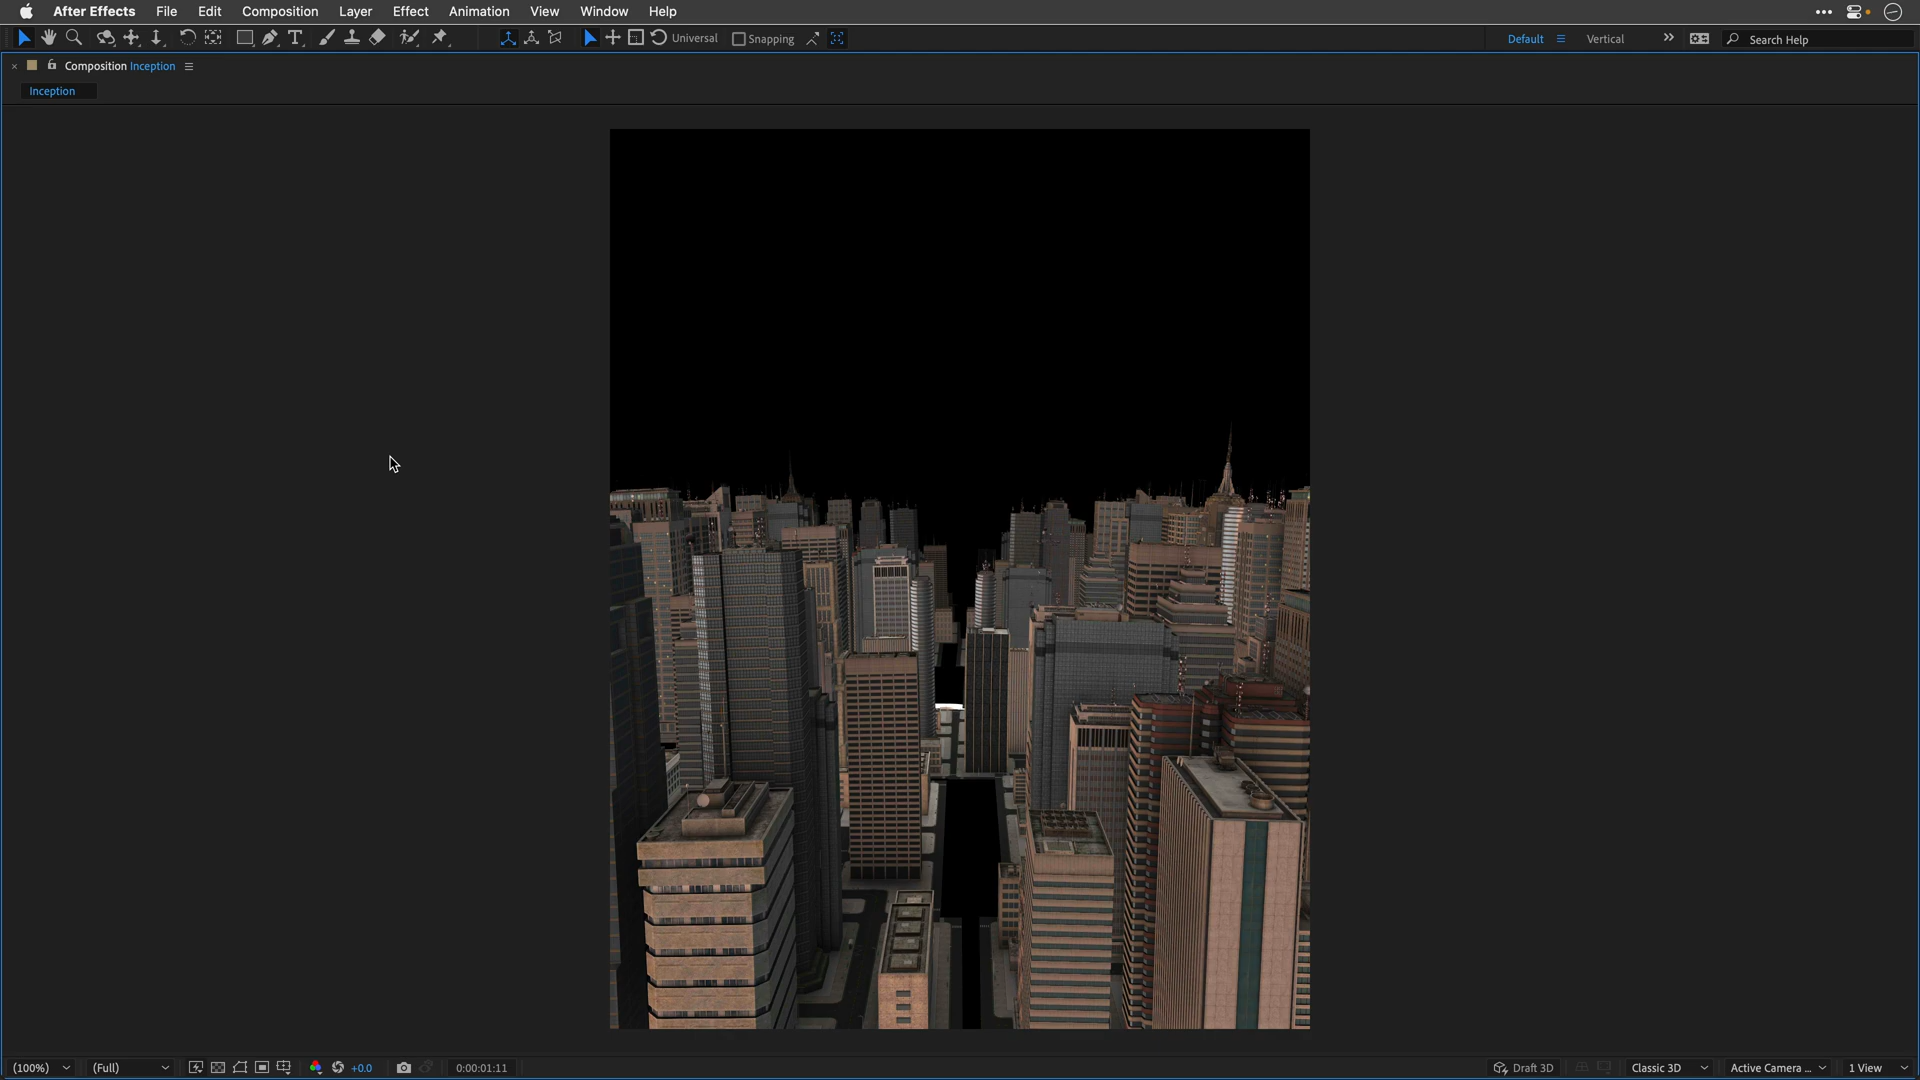 After Effects File Edit Composition Layer Effect Animation View Window Help
Universal Snapping Default Vertical Search Help
Composition Inception
Inception
(100%) (Full) +0.0 0:00:01:11 Draft 3D Classic 3D Active Camera ... 1 View